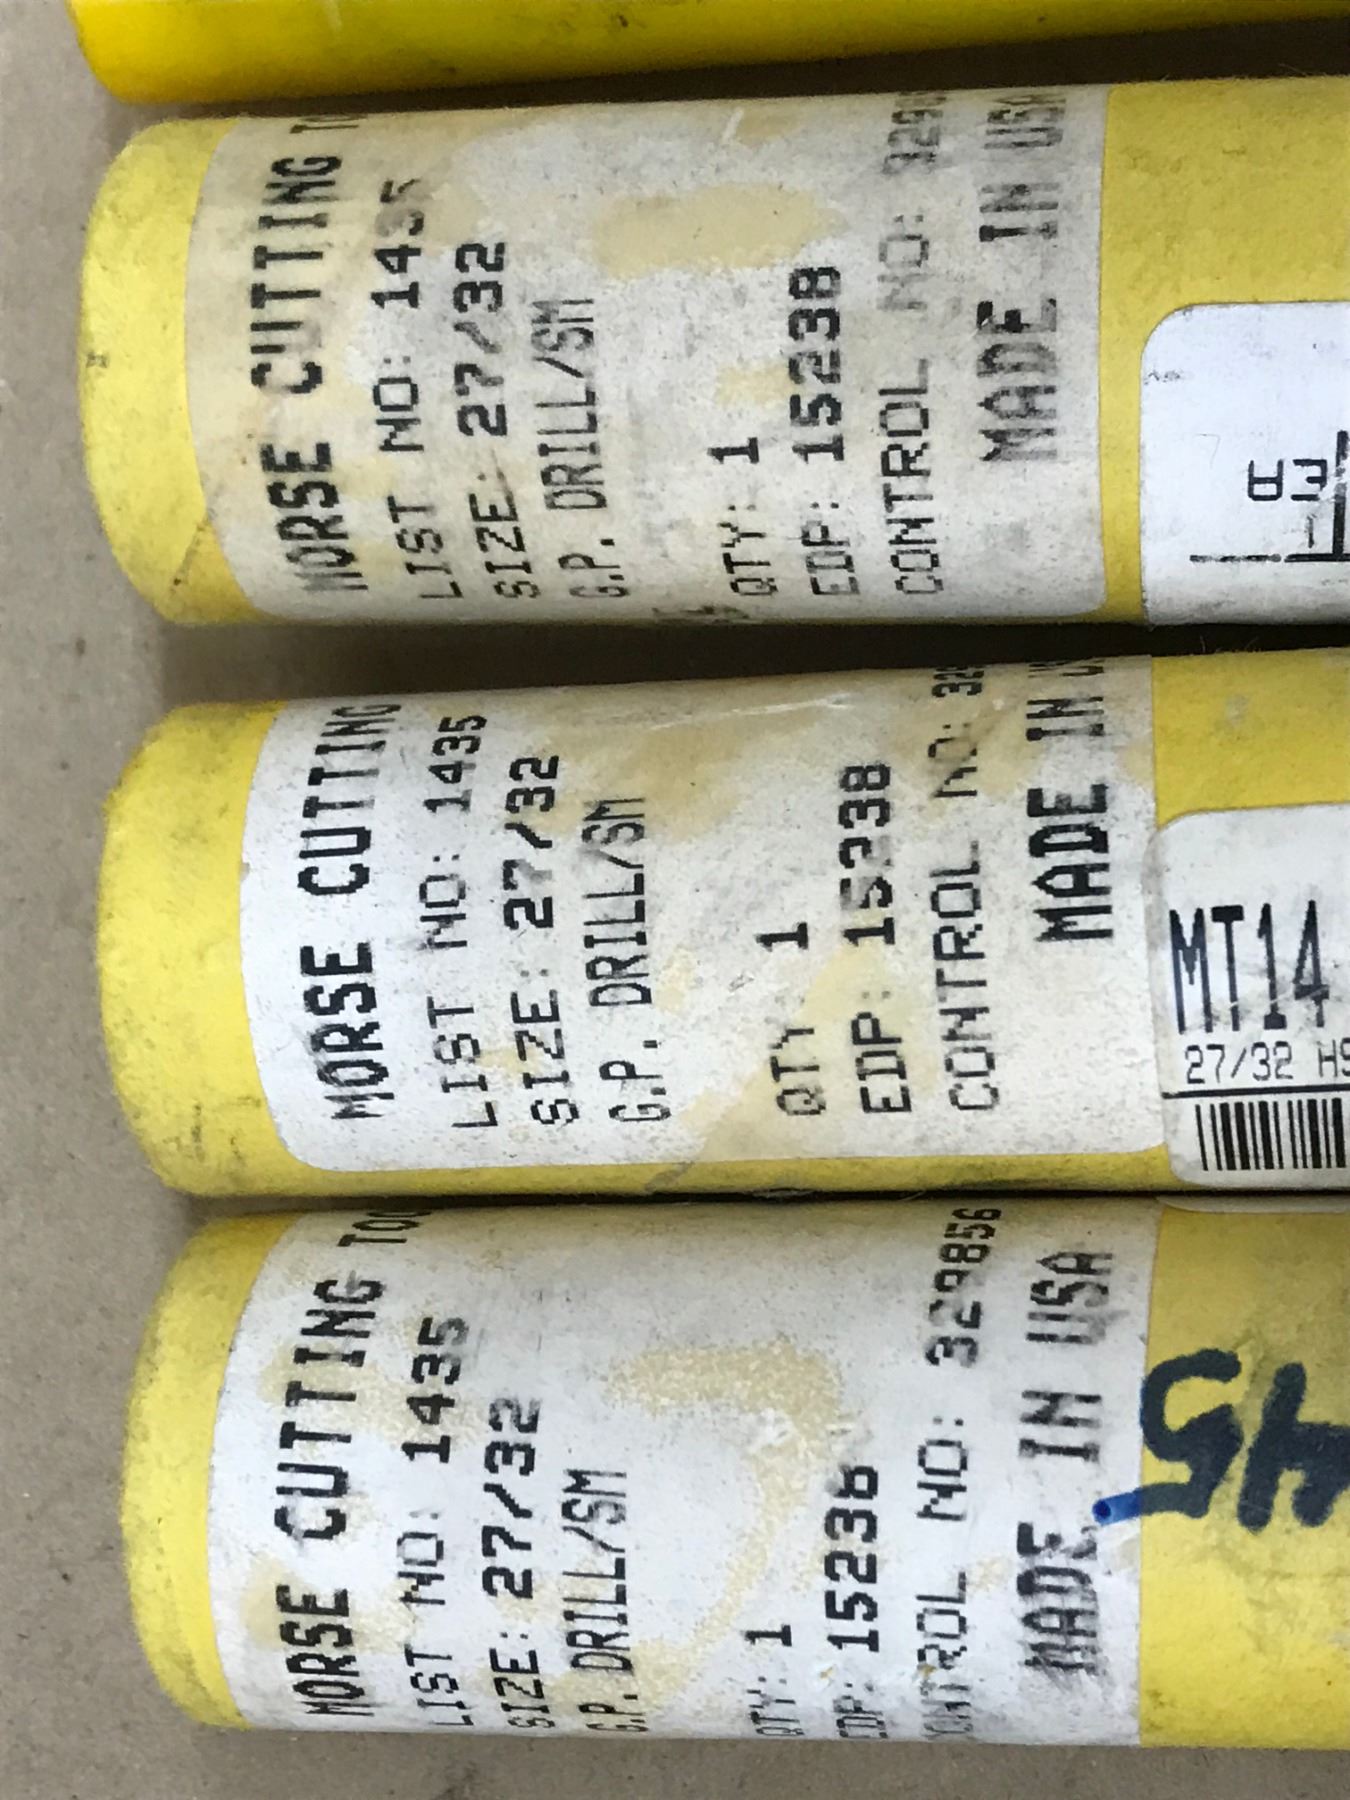 MORSE CUTTING
LIST NO: 1435
SIZE: 27/32
G.P. DRILL/SM
QTY: 1
EDP: 15238
CONTROL NO:
MADE IN USA
MORSE CUTTING
LIST NO: 1435
SIZE: 27/32
G.P. DRILL/SM
QTY 1
EDP: 15238
CONTROL NO:
MADE IN
MT14
27/32 HS
MORSE CUTTING TOO
LIST NO: 1435
SIZE: 27/32
G.P. DRILL/SM
QTY: 1
EDP: 15238
CONTROL NO: 329856
MADE IN USA
45